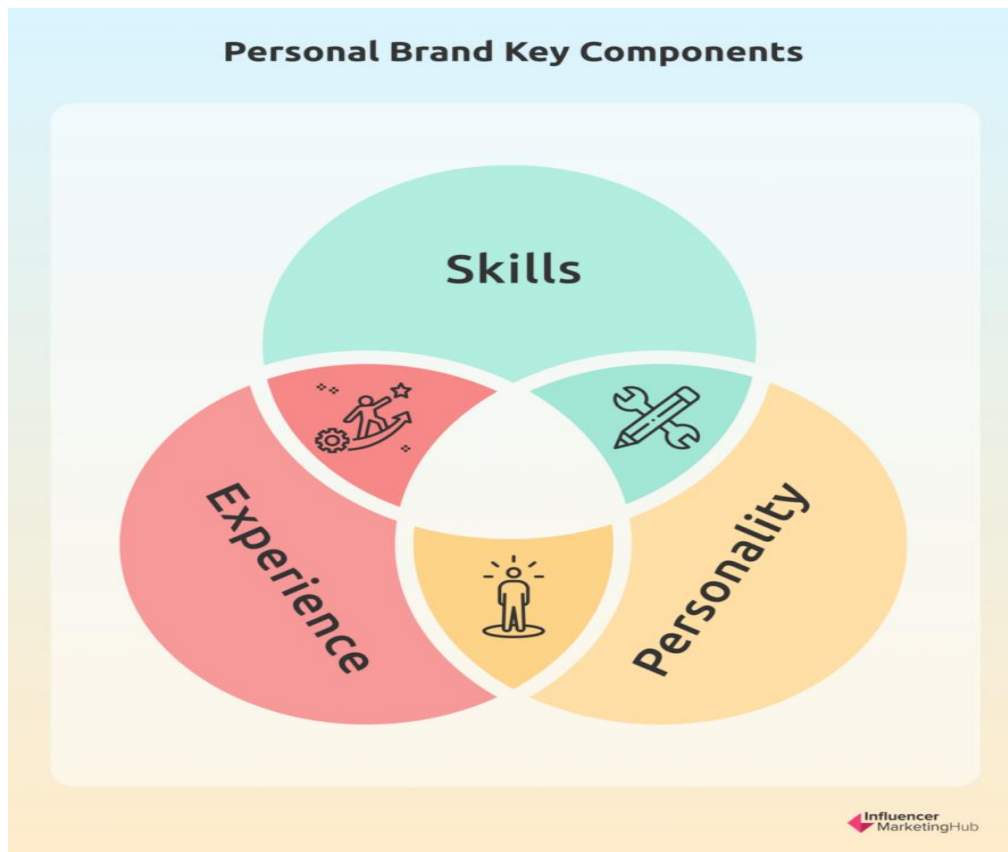 Personal Brand Key Components
Skills
Experience
Personality
Influencer
MarketingHub